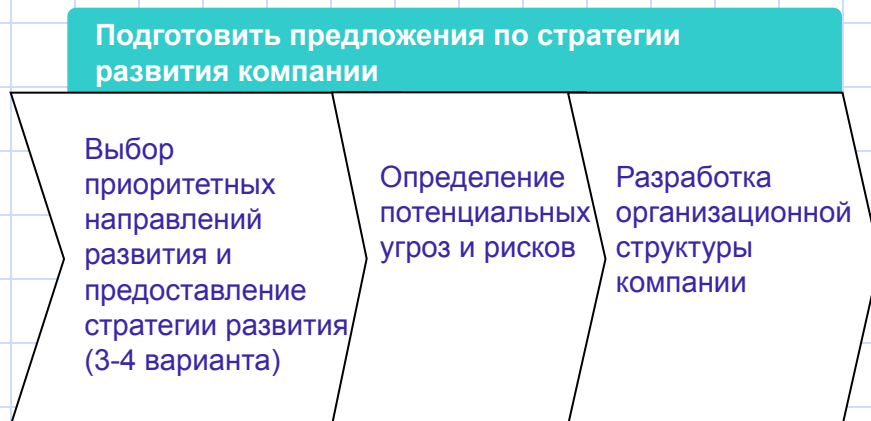 Подготовить предложения по стратегии
развития компании
Выбор
приоритетных
направлений
развития и
предоставление
стратегии развития
(3-4 варианта)
Определение
потенциальных
угроз и рисков
Разработка
организационной
структуры
компании